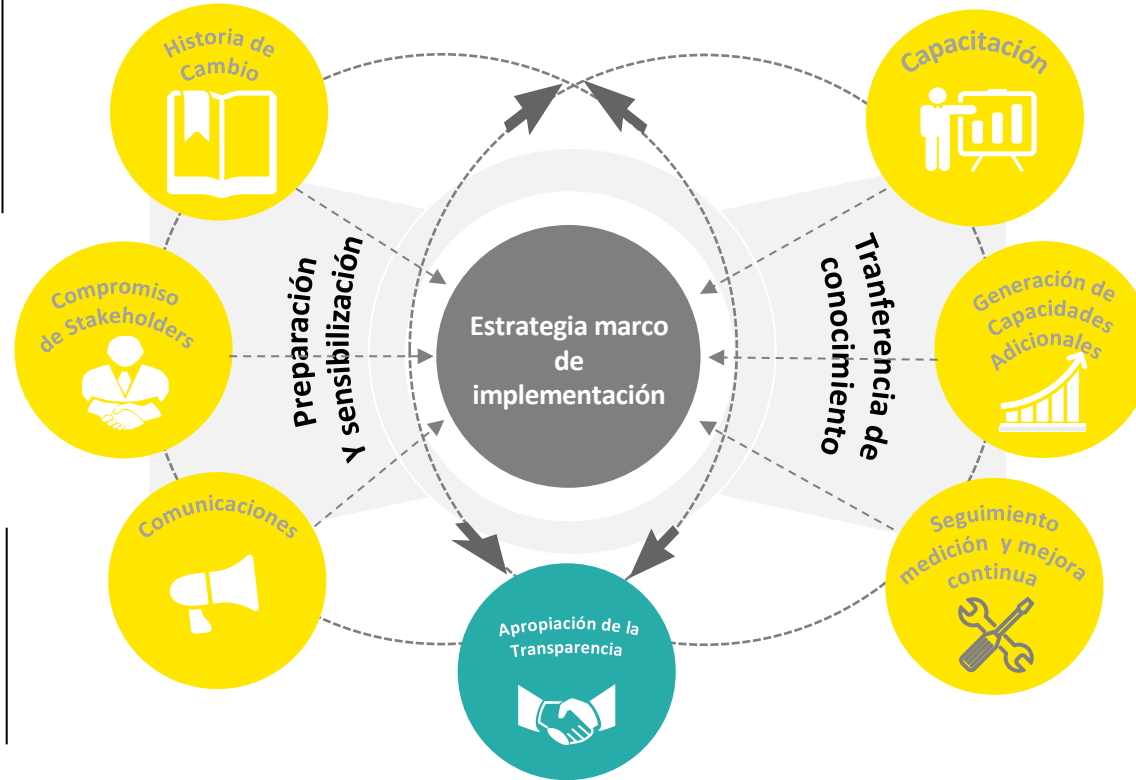 Historia de
Cambio
Capacitación
Compromiso
de Stakeholders
Preparación
Y sensibilización
Estrategia marco
de
implementación
Tranferencia de
conocimiento
Generación de
Capacidades
Adicionales
Comunicaciones
Seguimiento
medición y mejora
continua
Apropiación de la
Transparencia